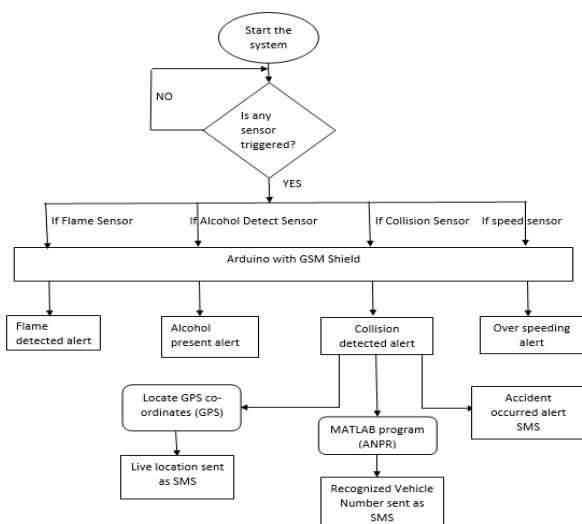 Start the
system
NO
Is any
sensor
triggered?
YES
If Flame Sensor
If Alcohol Detect Sensor
If Collision Sensor
If speed sensor
Arduino with GSM Shield
Flame
detected alert
Alcohol
present alert
Collision
detected alert
Over speeding
alert
Locate GPS co-
ordinates (GPS)
MATLAB program
(ANPR)
Accident
occurred alert
SMS
Live location sent
as SMS
Recognized Vehicle
Number sent as
SMS